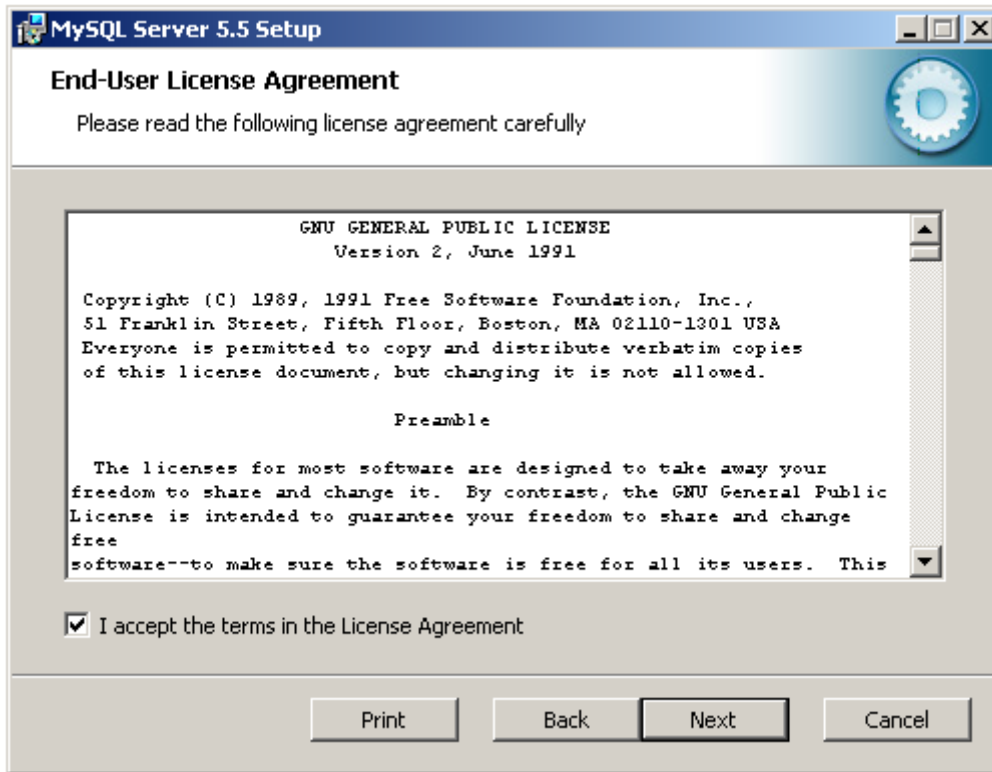 MySQL Server 5.5 Setup
End-User License Agreement
Please read the following license agreement carefully
GNU GENERAL PUBLIC LICENSE
Version 2, June 1991
Copyright (C) 1989, 1991 Free Software Foundation, Inc.,
51 Franklin Street, Fifth Floor, Boston, MA 02110-1301 USA
Everyone is permitted to copy and distribute verbatim copies
of this license document, but changing it is not allowed.
Preamble
The licenses for most software are designed to take away your
freedom to share and change it. By contrast, the GNU General Public
License is intended to guarantee your freedom to share and change
free
software--to make sure the software is free for all its users. This
I accept the terms in the License Agreement
Print Back Next Cancel